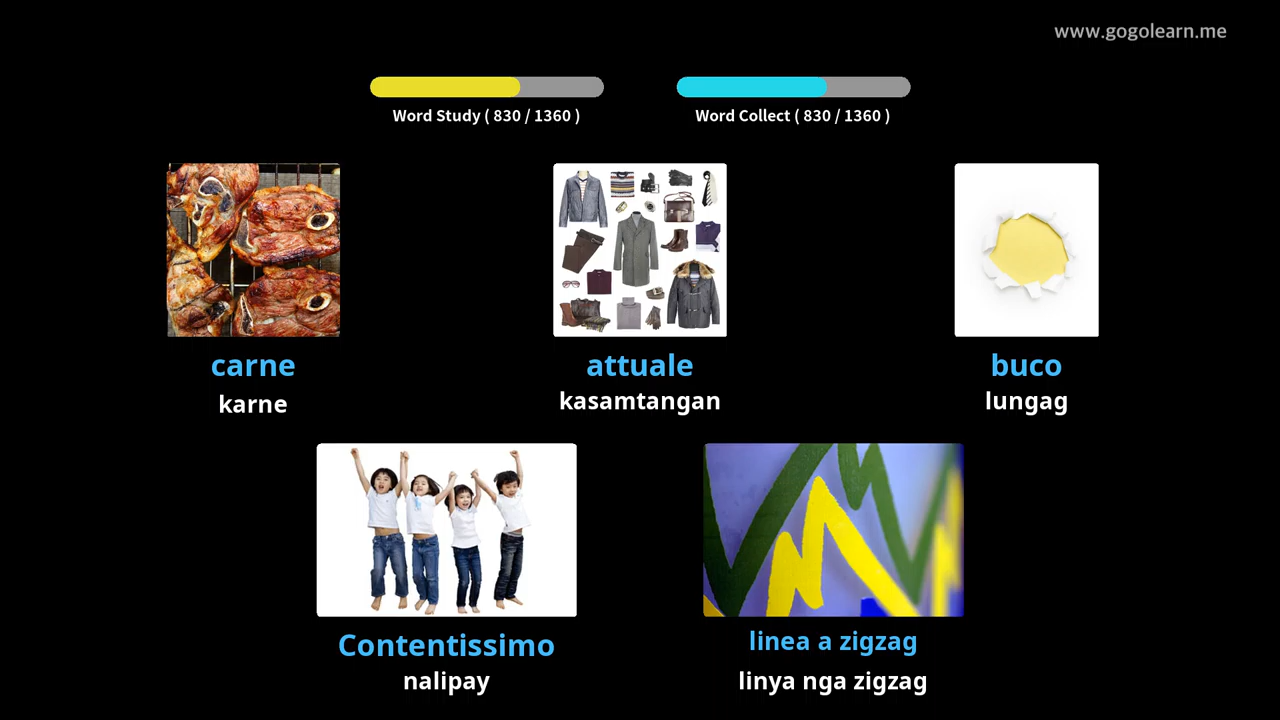 www.gogolearn.me
Word Study ( 830 / 1360 )
Word Collect ( 830 / 1360 )
carne
karne
attuale
kasamtangan
buco
lungag
Contentissimo
nalipay
linea a zigzag
linya nga zigzag